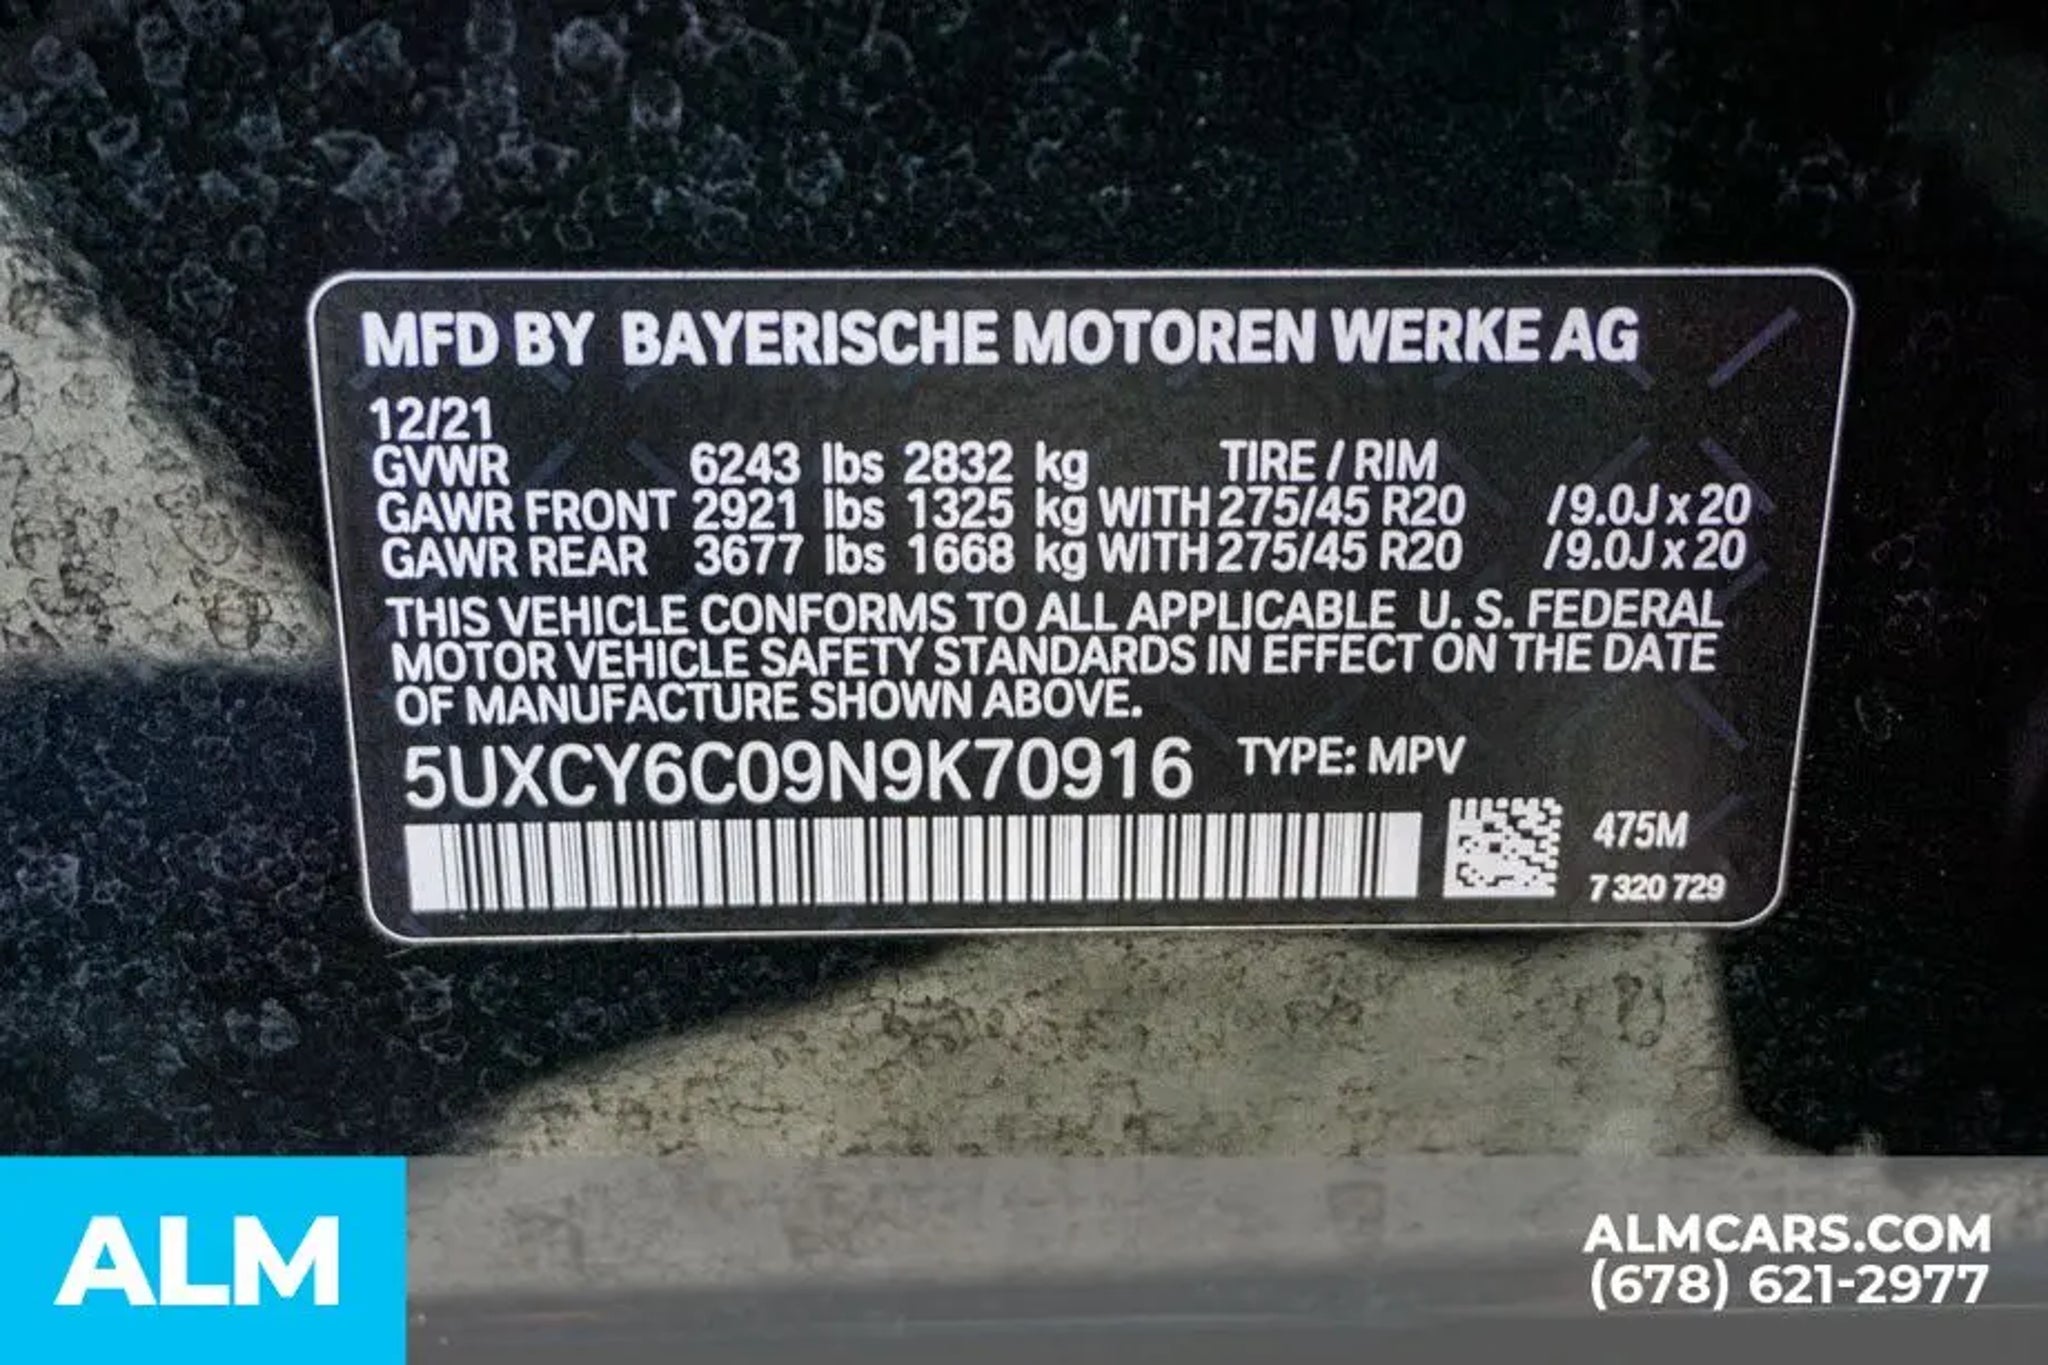 MFD BY BAYERISCHE MOTOREN WERKE AG
12/21
GVWR 6243 lbs 2832 kg TIRE / RIM
GAWR FRONT 2921 lbs 1325 kg WITH 275/45 R20 / 9.0J x 20
GAWR REAR 3677 lbs 1668 kg WITH 275/45 R20 / 9.0J x 20
THIS VEHICLE CONFORMS TO ALL APPLICABLE U. S. FEDERAL
MOTOR VEHICLE SAFETY STANDARDS IN EFFECT ON THE DATE
OF MANUFACTURE SHOWN ABOVE.
5UXCY6C09N9K70916 TYPE: MPV
475M
7 320 729
ALM
ALMCARS.COM
(678) 621-2977